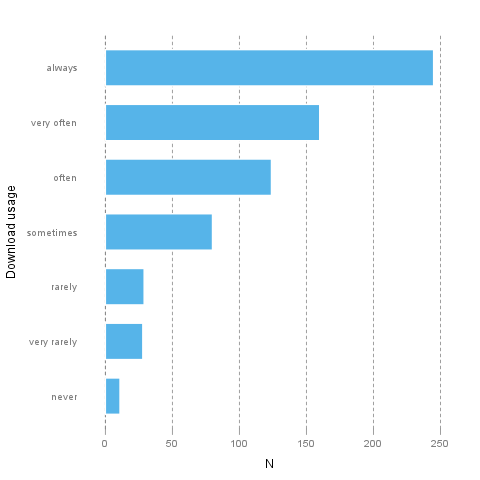 always
very often
often
sometimes
rarely
very rarely
never
Download usage
0 50 100 150 200 250
N